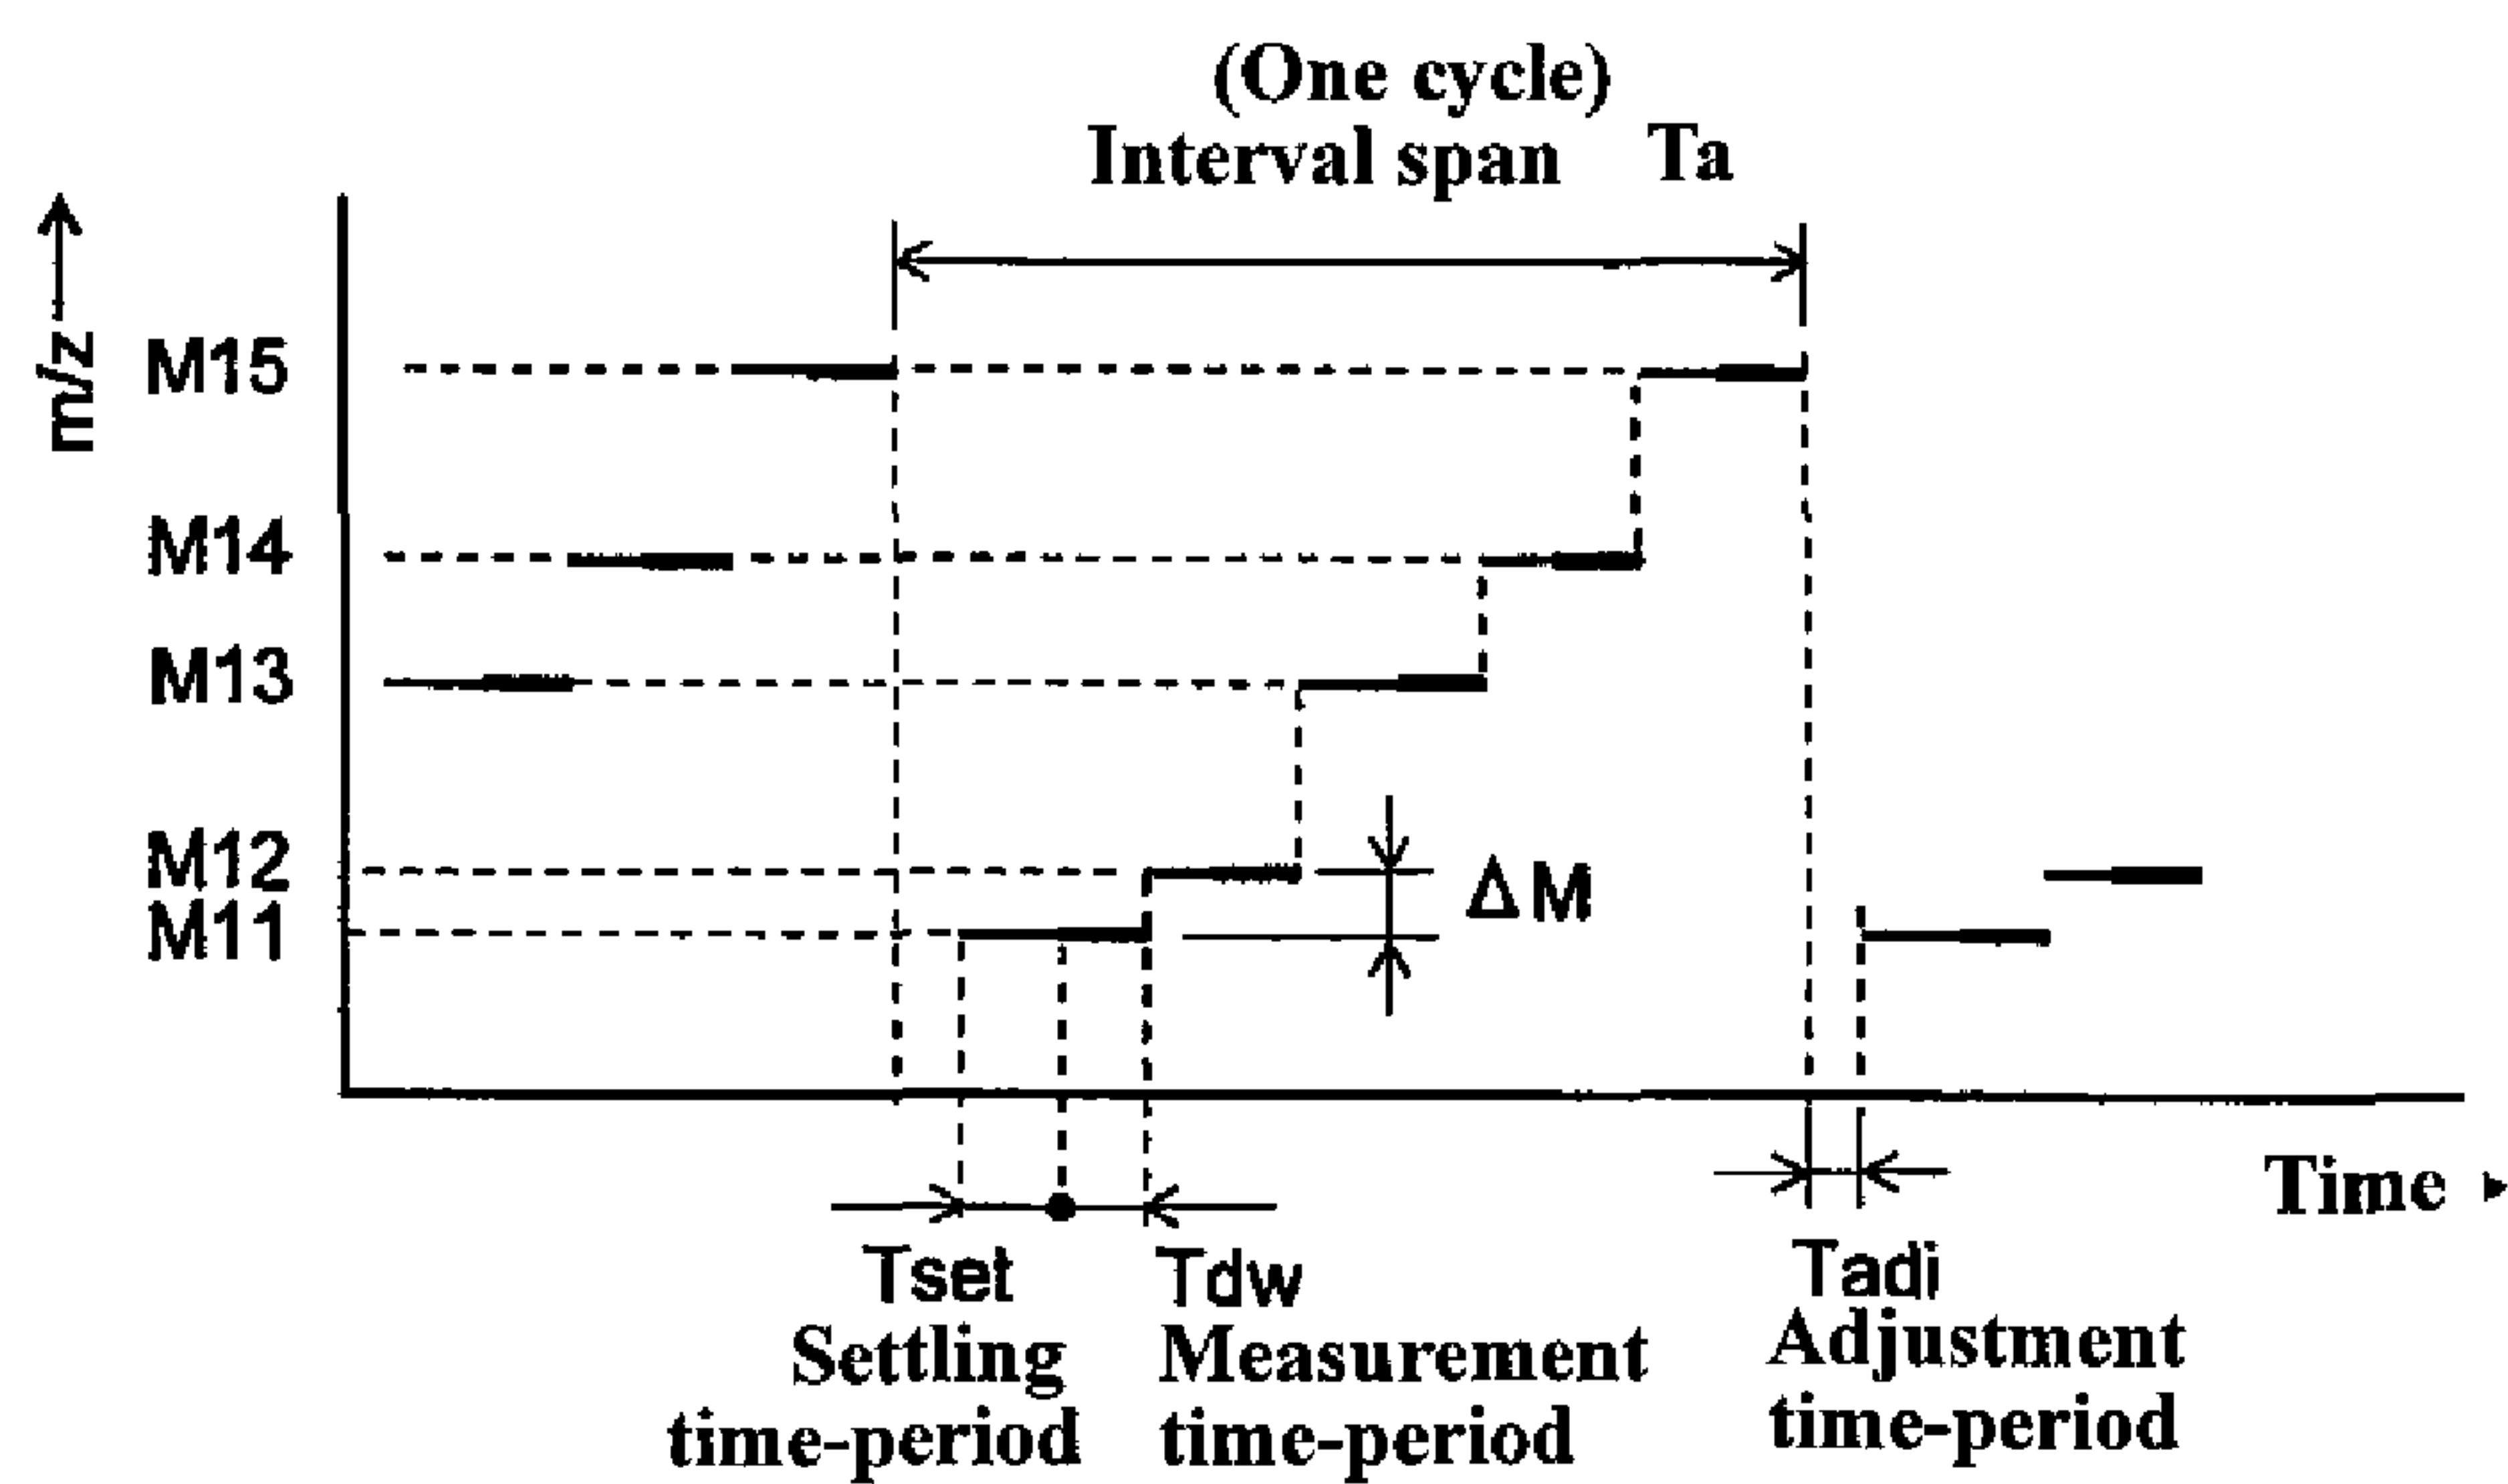 (One cycle)
Interval span Ta
m/z
M15
M14
M13
M12
M11
ΔM
Time
Tset
Settling
time-period
Tdw
Measurement
time-period
Tadi
Adjustment
time-period